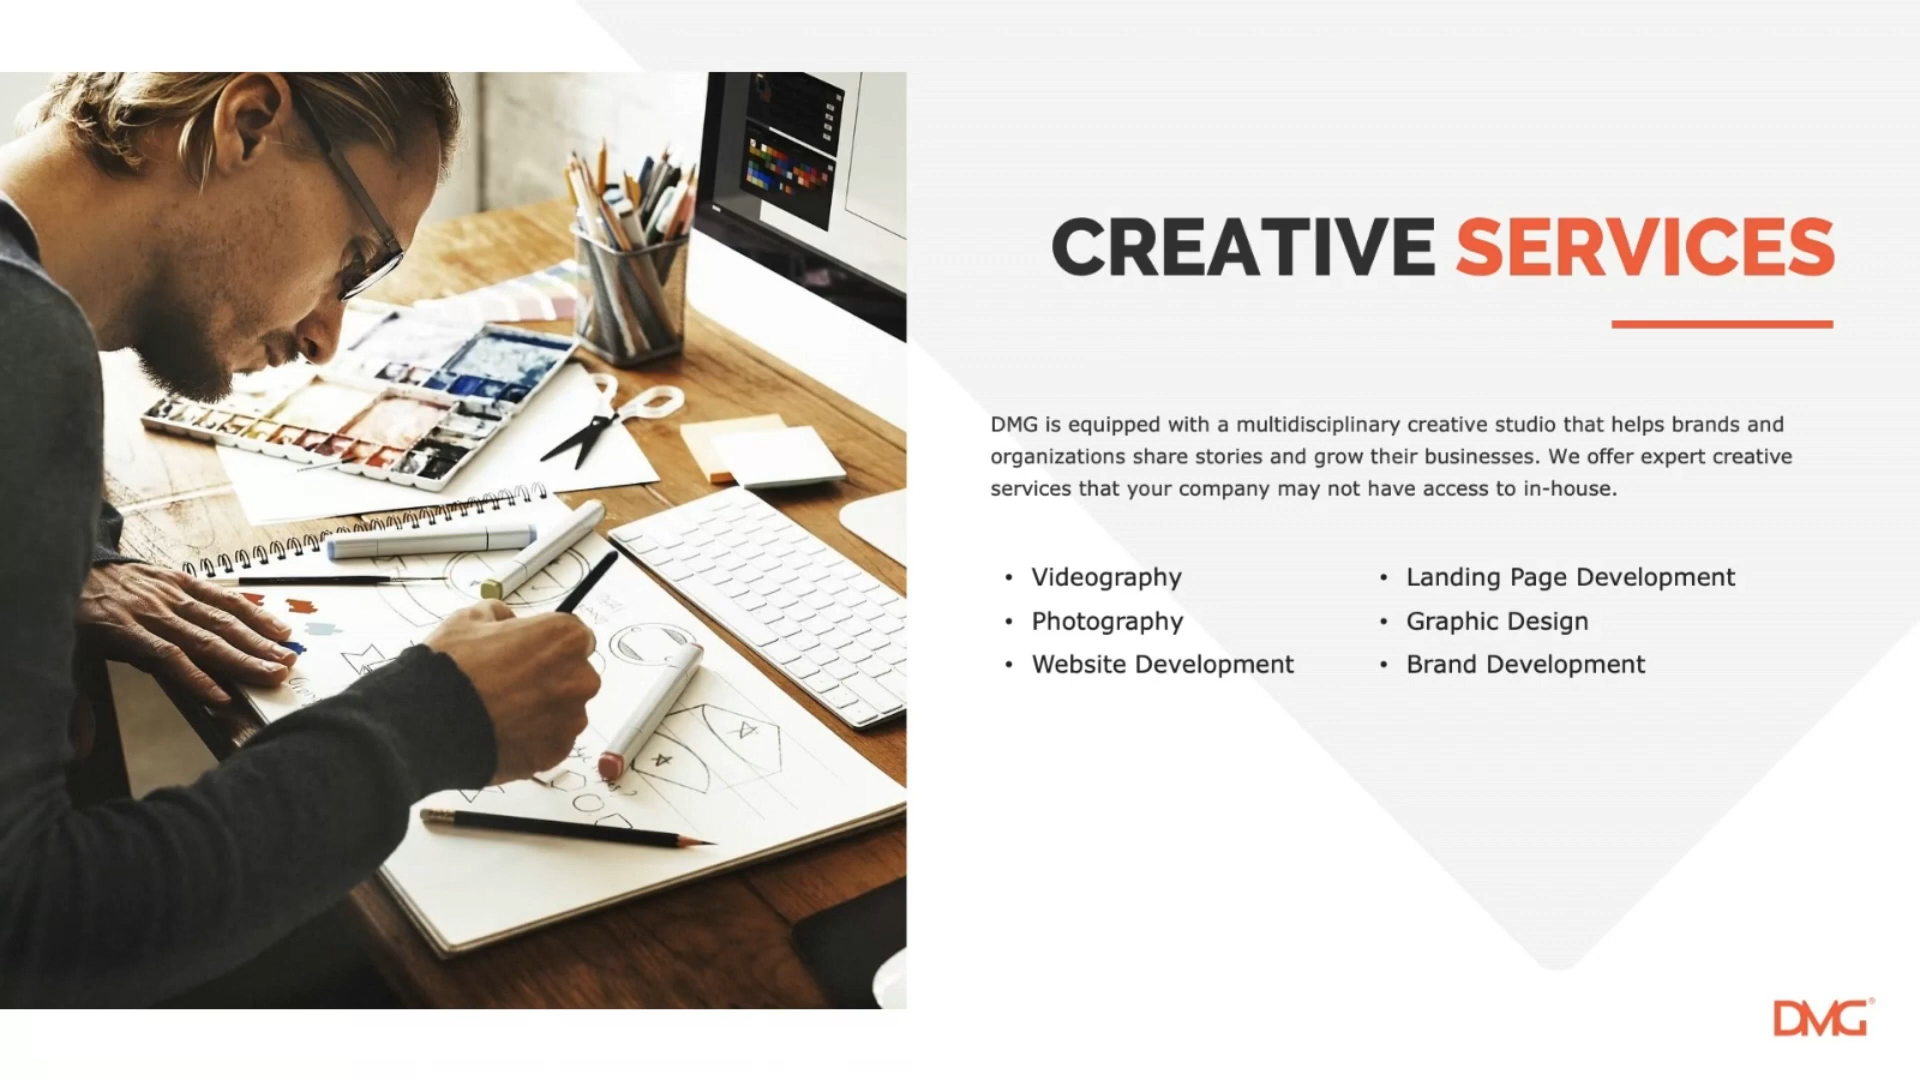 CREATIVE SERVICES
DMG is equipped with a multidisciplinary creative studio that helps brands and
organizations share stories and grow their businesses. We offer expert creative
services that your company may not have access to in-house.
• Videography
• Photography
• Website Development
• Landing Page Development
• Graphic Design
• Brand Development
DMG®